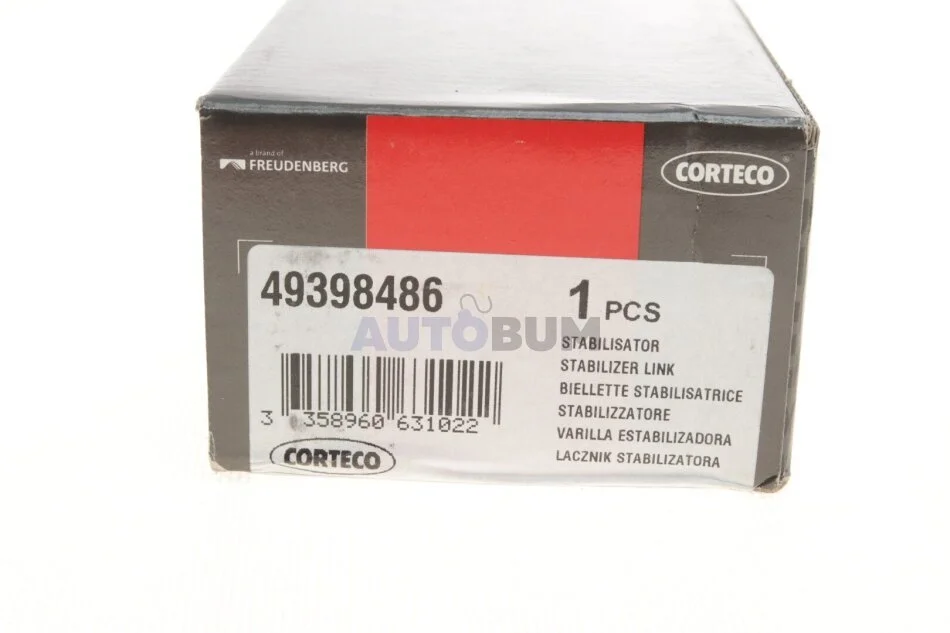 a brand of
FREUDENBERG
CORTECO
49398486
1 PCS
AUTOBUM
STABILISATOR
STABILIZER LINK
BIELLETTE STABILISATRICE
STABILIZZATORE
VARILLA ESTABILIZADORA
LACZNIK STABILIZATORA
3 358960 631022
CORTECO